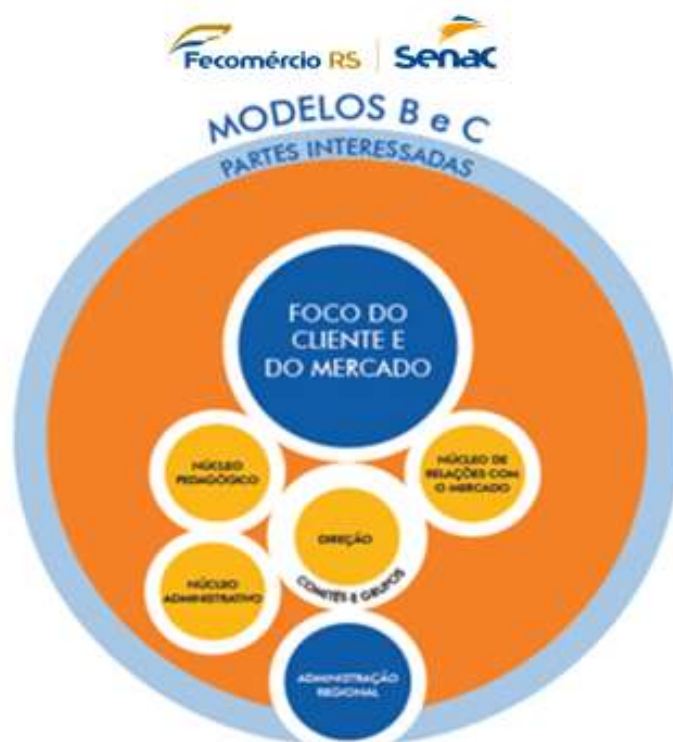 Fecomércio RS
Senac
MODELOS B e C
PARTES INTERESSADAS
FOCO DO
CLIENTE E
DO MERCADO
NÚCLEO
PEDAGÓGICO
NÚCLEO DE
RELAÇÕES COM
O MERCADO
DIREÇÃO
COMITÊS E GRUPOS
NÚCLEO
ADMINISTRATIVO
ADMINISTRAÇÃO
REGIONAL